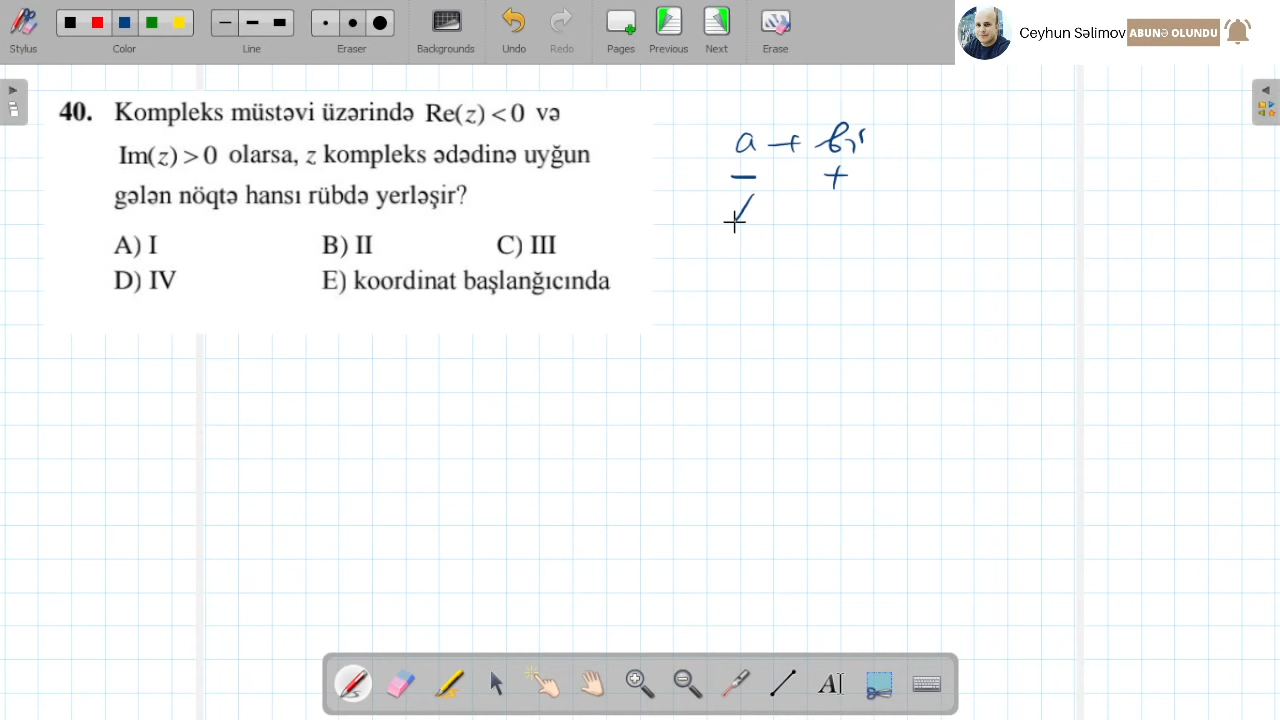 Stylus Color Line Eraser Backgrounds Undo Redo Pages Previous Next Erase
Ceyhun Səlimov ABUNƏ OLUNDU
40. Kompleks müstəvi üzərində Re(z) < 0 və
Im(z) > 0 olarsa, z kompleks ədədinə uyğun
gələn nöqtə hansı rübdə yerləşir?
A) I B) II C) III
D) IV E) koordinat başlanğıcında
a + bi
− +